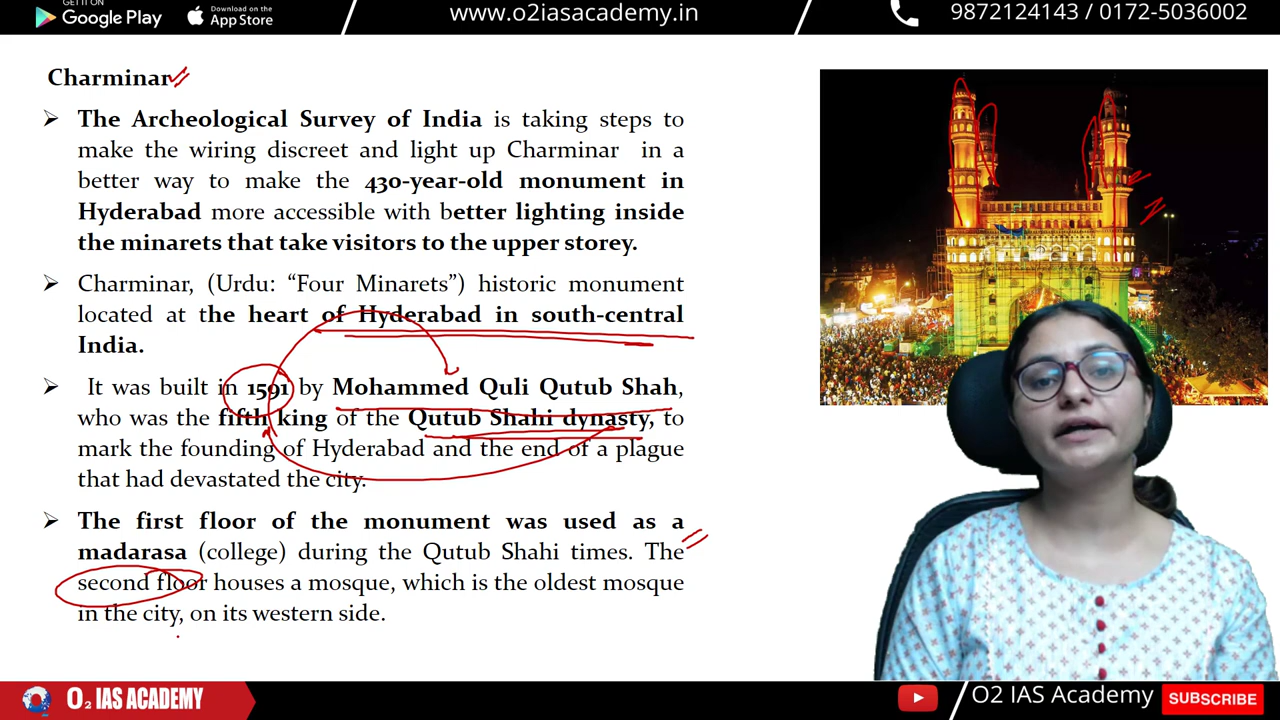 GET IT ON
Google Play
Download on the
App Store
www.o2iasacademy.in
9872124143 / 0172-5036002
Charminar
➢ The Archeological Survey of India is taking steps to
make the wiring discreet and light up Charminar in a
better way to make the 430-year-old monument in
Hyderabad more accessible with better lighting inside
the minarets that take visitors to the upper storey.
➢ Charminar, (Urdu: “Four Minarets”) historic monument
located at the heart of Hyderabad in south-central
India.
➢ It was built in 1591 by Mohammed Quli Qutub Shah,
who was the fifth king of the Qutub Shahi dynasty, to
mark the founding of Hyderabad and the end of a plague
that had devastated the city.
➢ The first floor of the monument was used as a
madarasa (college) during the Qutub Shahi times. The
second floor houses a mosque, which is the oldest mosque
in the city, on its western side.
O2 IAS ACADEMY
O2 IAS Academy
SUBSCRIBE